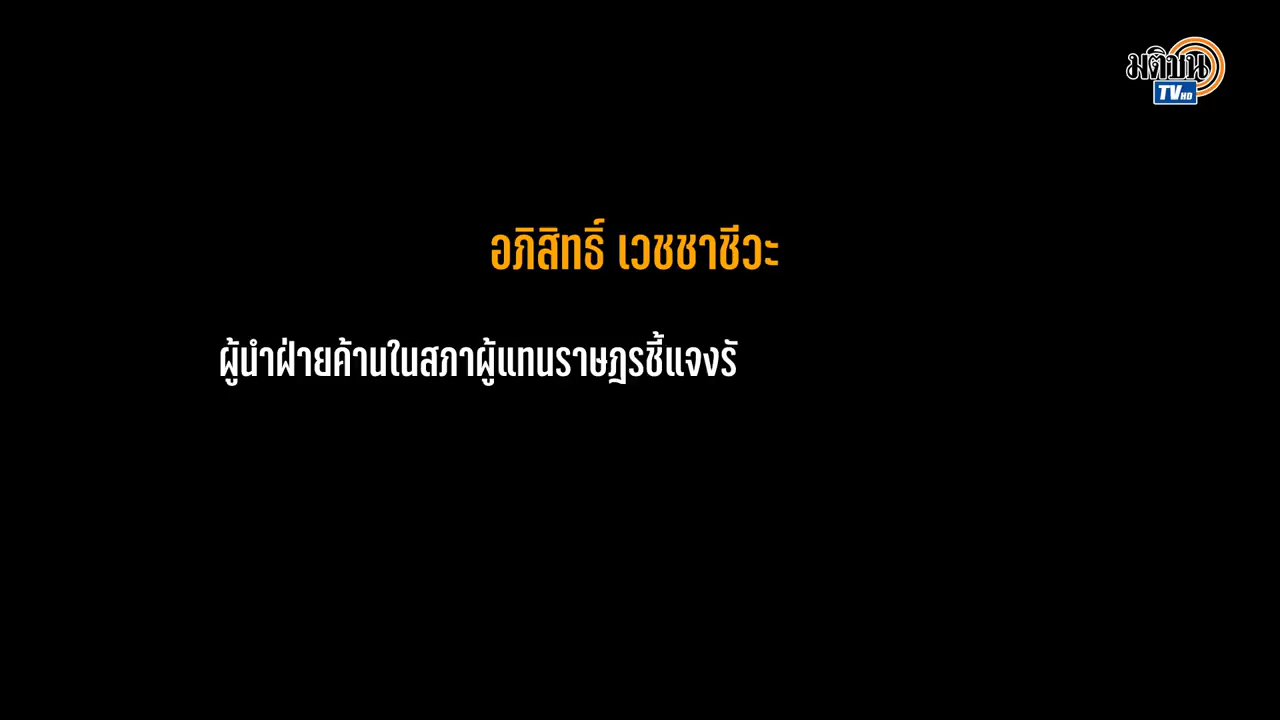 มติชน
TV HD
อภิสิทธิ์ เวชชาชีวะ
ผู้นำฝ่ายค้านในสภาผู้แทนราษฎรชี้แจงรั